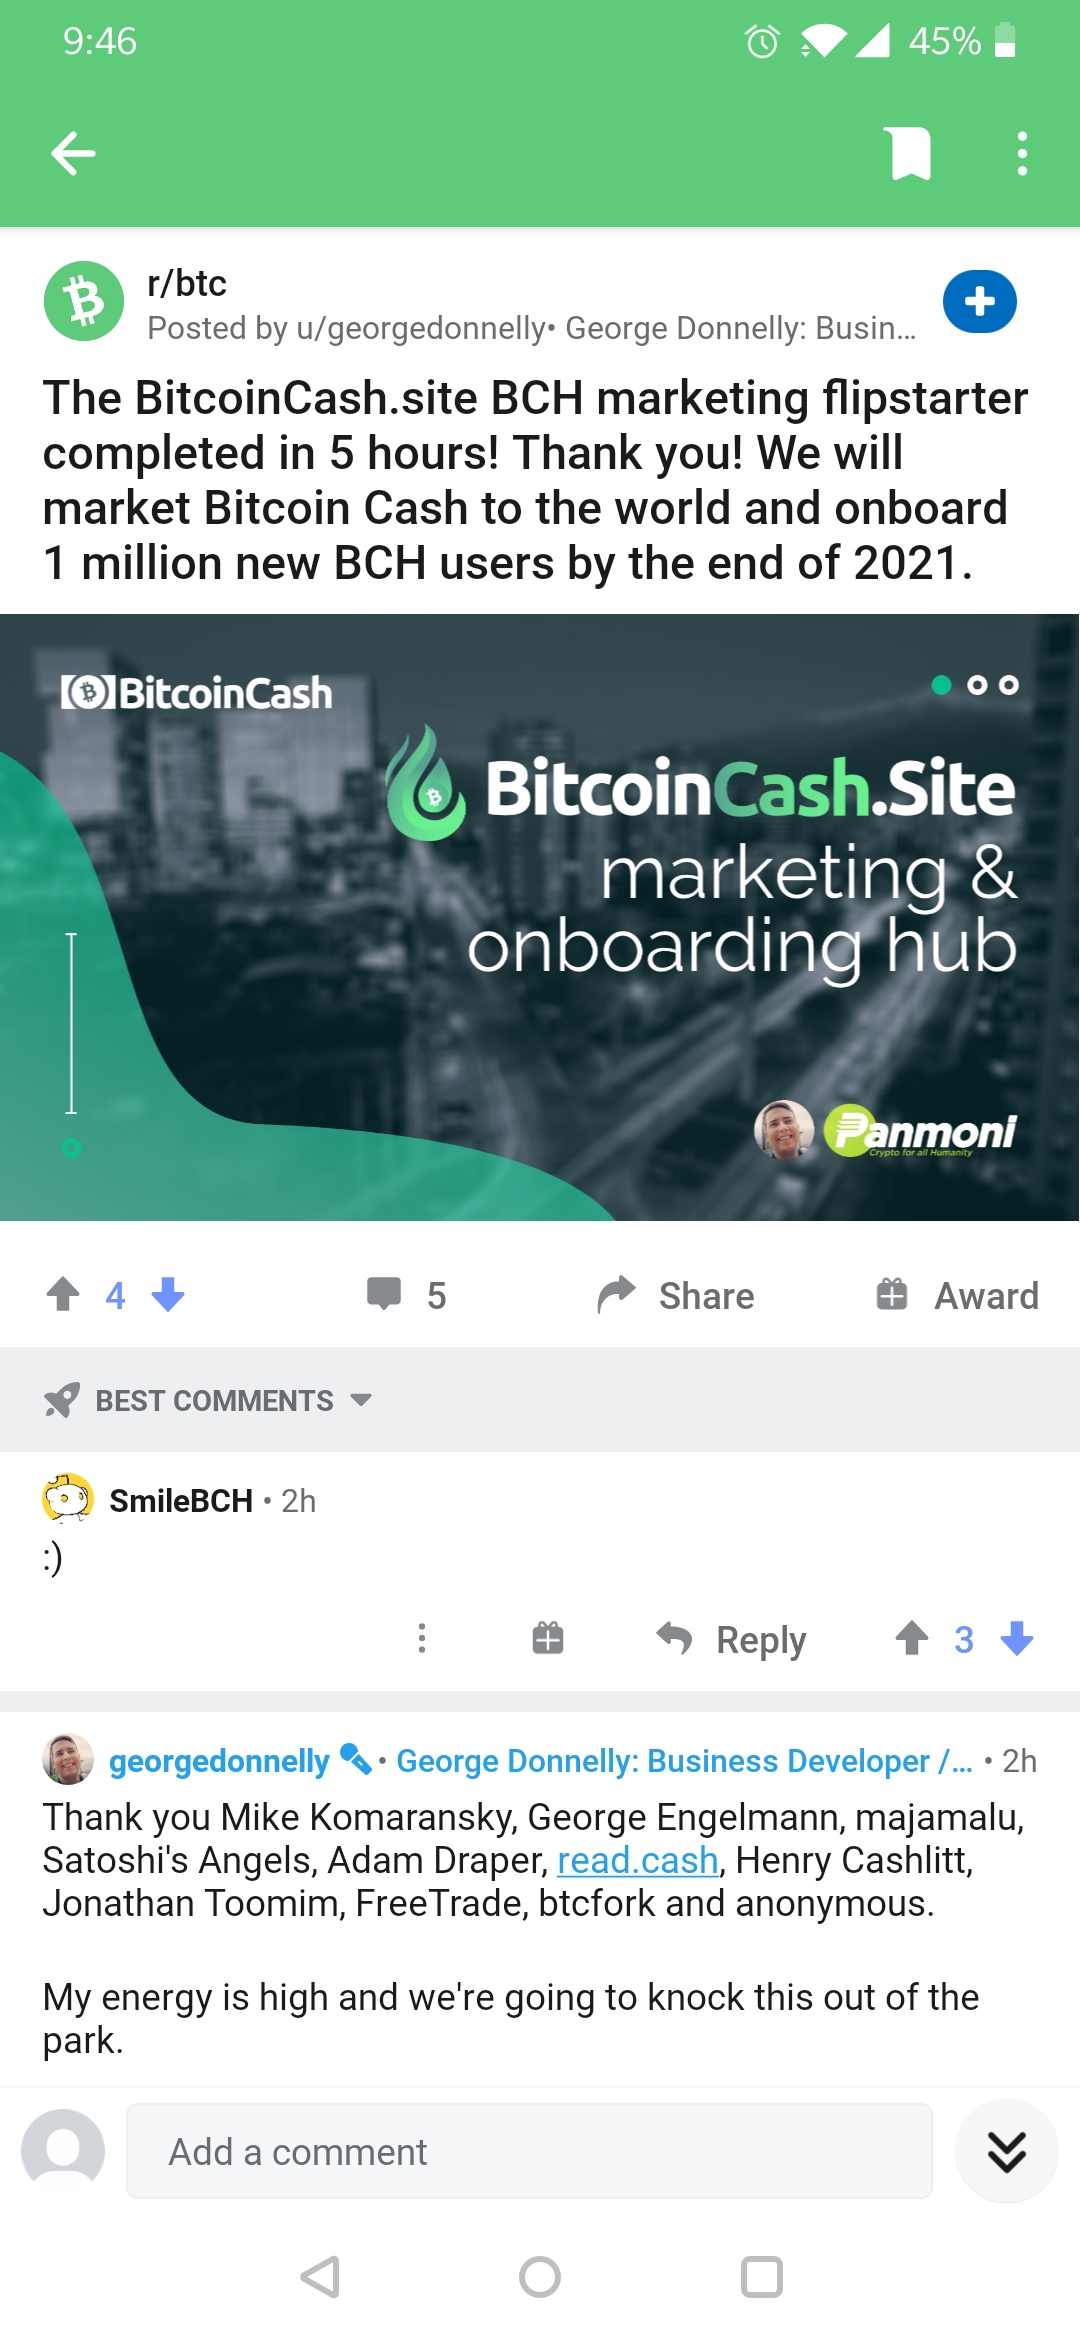 9:46
45%
r/btc
Posted by u/georgedonnelly• George Donnelly: Busin...
The BitcoinCash.site BCH marketing flipstarter
completed in 5 hours! Thank you! We will
market Bitcoin Cash to the world and onboard
1 million new BCH users by the end of 2021.
BitcoinCash
BitcoinCash.Site
marketing &
onboarding hub
Panmoni
Crypto for all Humanity
4
5
Share
Award
BEST COMMENTS
SmileBCH • 2h
:)
Reply
3
georgedonnelly • George Donnelly: Business Developer /... • 2h
Thank you Mike Komaransky, George Engelmann, majamalu,
Satoshi's Angels, Adam Draper, read.cash, Henry Cashlitt,
Jonathan Toomim, FreeTrade, btcfork and anonymous.
My energy is high and we're going to knock this out of the
park.
Add a comment